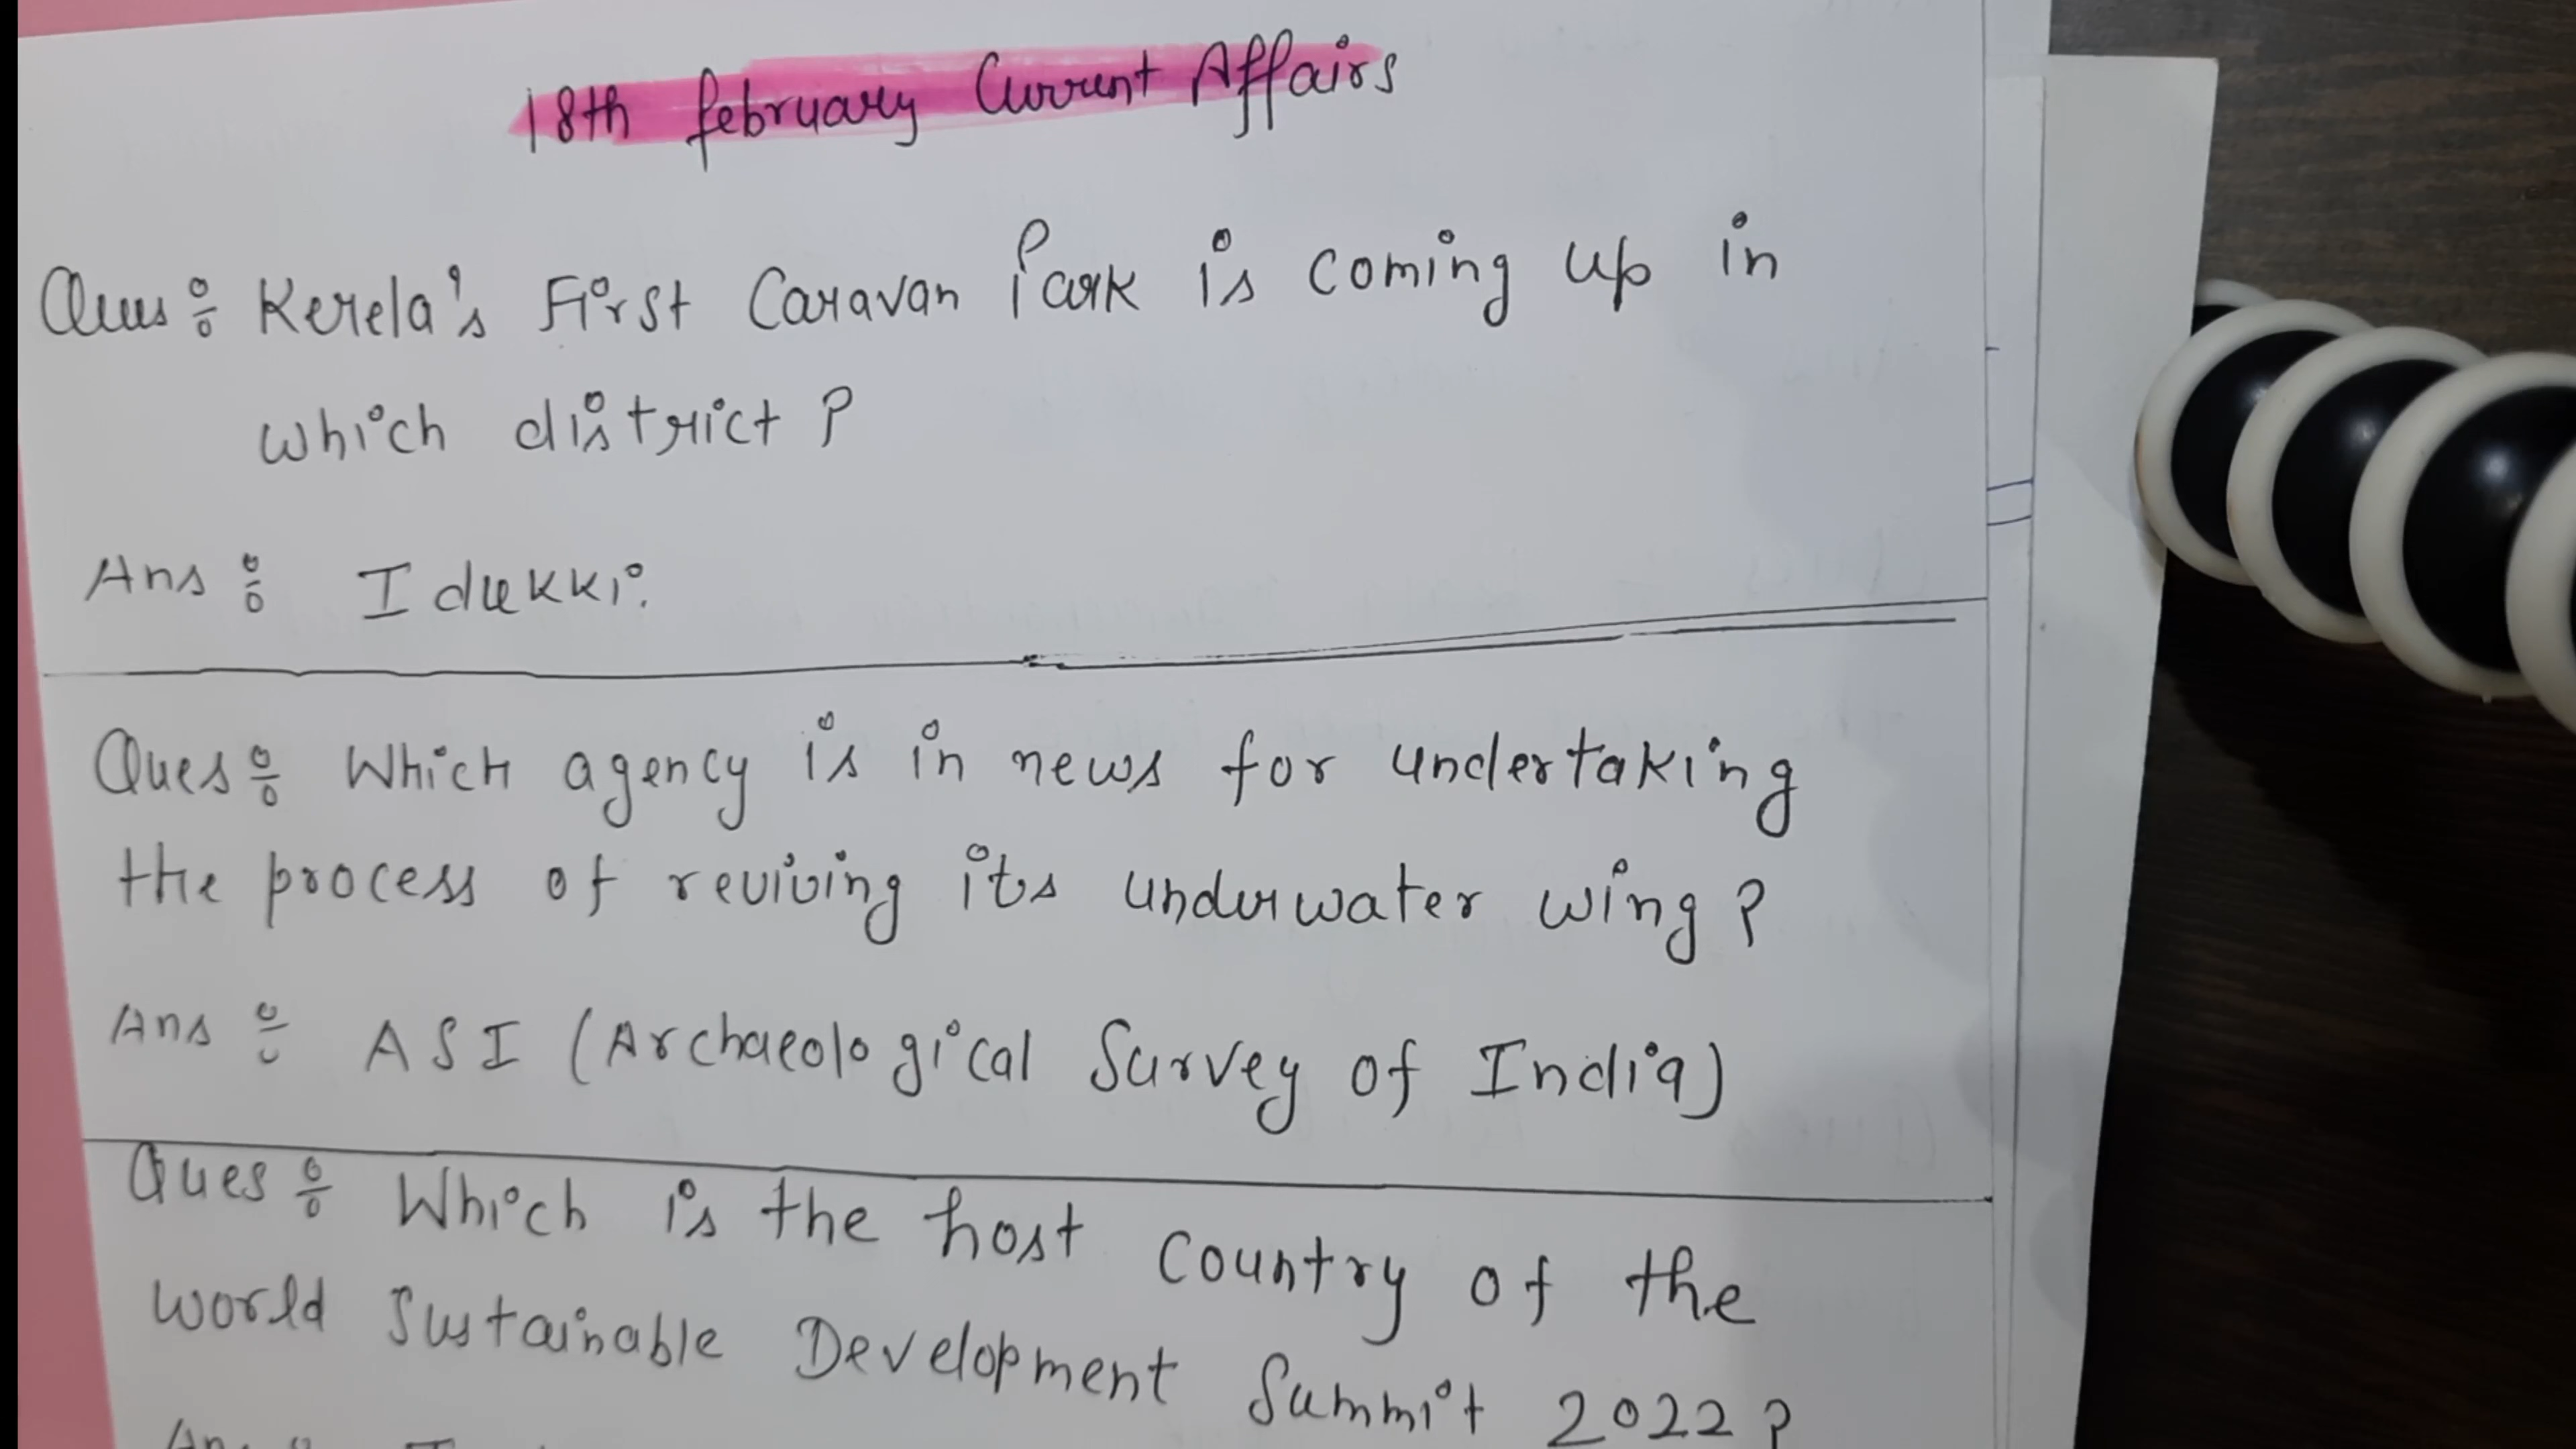 18th february Current Affairs
Ques : Kerela's First Caravan Park is coming up in
which district ?
Ans : Idukki.
Ques : Which agency is in news for undertaking
the process of reviving its underwater wing ?
Ans : ASI (Archaeological Survey of India)
Ques : Which is the host country of the
world Sustainable Development Summit 2022 ?